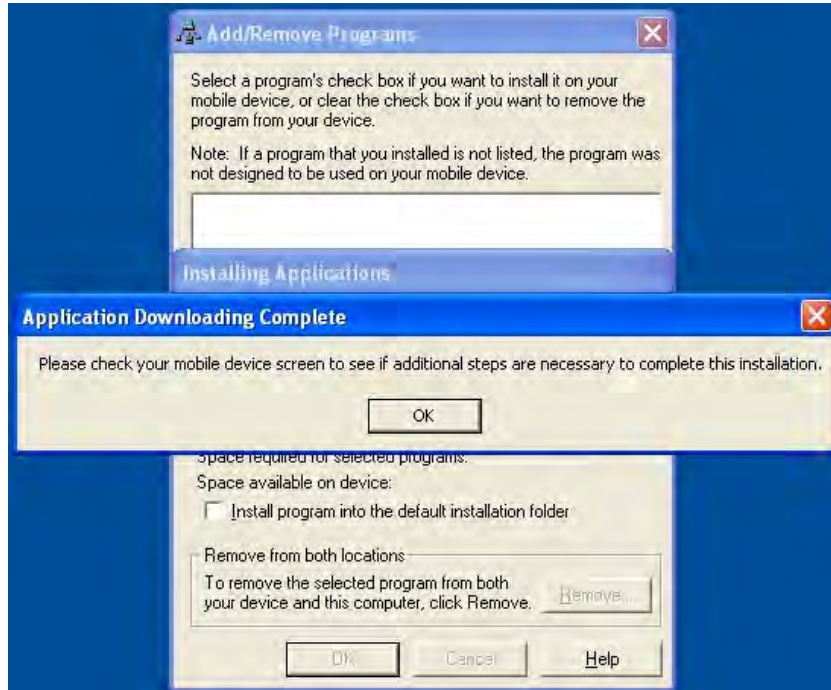 Add/Remove Programs
Select a program's check box if you want to install it on your
mobile device, or clear the check box if you want to remove the
program from your device.
Note: If a program that you installed is not listed, the program was
not designed to be used on your mobile device.
Installing Applications
Application Downloading Complete
Please check your mobile device screen to see if additional steps are necessary to complete this installation.
OK
Space required for selected programs:
Space available on device:
Install program into the default installation folder
Remove from both locations
To remove the selected program from both
your device and this computer, click Remove.
Remove...
OK
Cancel
Help